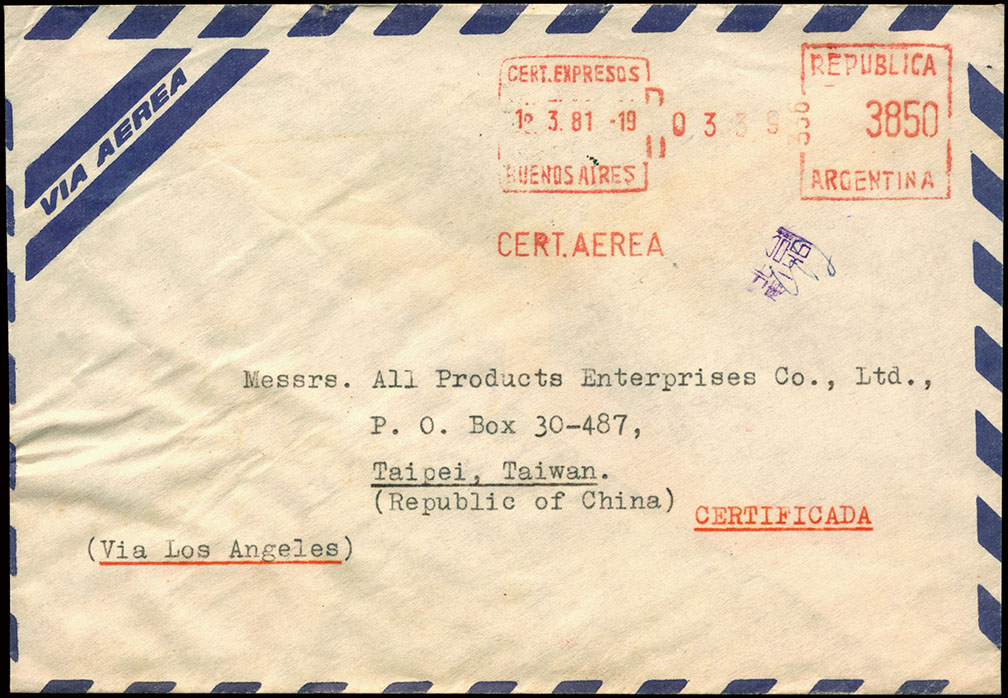 VIA AEREA
CERT. EXPRESOS
3.81 -19
BUENOS AIRES
CERT. AEREA
REPUBLICA
3850
ARGENTINA
Messrs. All Products Enterprises Co., Ltd.,
P. O. Box 30-487,
Taipei, Taiwan.
(Republic of China)
CERTIFICADA
(Via Los Angeles)